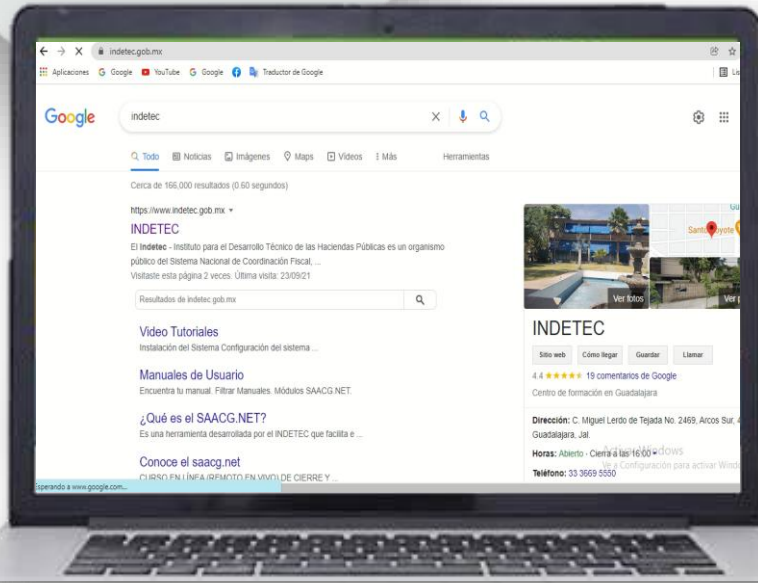 indetec.gob.mx
Aplicaciones Google YouTube Google Traductor de Google
Google
indetec
Todo Noticias Imágenes Maps Vídeos Más Herramientas
Cerca de 166,000 resultados (0.60 segundos)
https://www.indetec.gob.mx
INDETEC
El Indetec - Instituto para el Desarrollo Técnico de las Haciendas Públicas es un organismo
público del Sistema Nacional de Coordinación Fiscal, ...
Visitaste esta página 2 veces. Última visita: 23/09/21
Resultados de indetec.gob.mx
Video Tutoriales
Instalación del Sistema Configuración del sistema ...
Manuales de Usuario
Encuentra tu manual. Filtrar Manuales. Módulos SAACG.NET.
¿Qué es el SAACG.NET?
Es una herramienta desarrollada por el INDETEC que facilita e ...
Conoce el saacg.net
CURSO EN LÍNEA (REMOTO EN VIVO) DE CIERRE Y ...
Esperando a www.google.com...
Ver fotos
Ver
INDETEC
Sitio web Cómo llegar Guardar Llamar
4.4 19 comentarios de Google
Centro de formación en Guadalajara
Dirección: C. Miguel Lerdo de Tejada No. 2469, Arcos Sur,
Guadalajara, Jal.
Horas: Abierto - Cierra a las 16:00
Activar Windows
Ve a Configuración para activar
Teléfono: 33 3669 5550